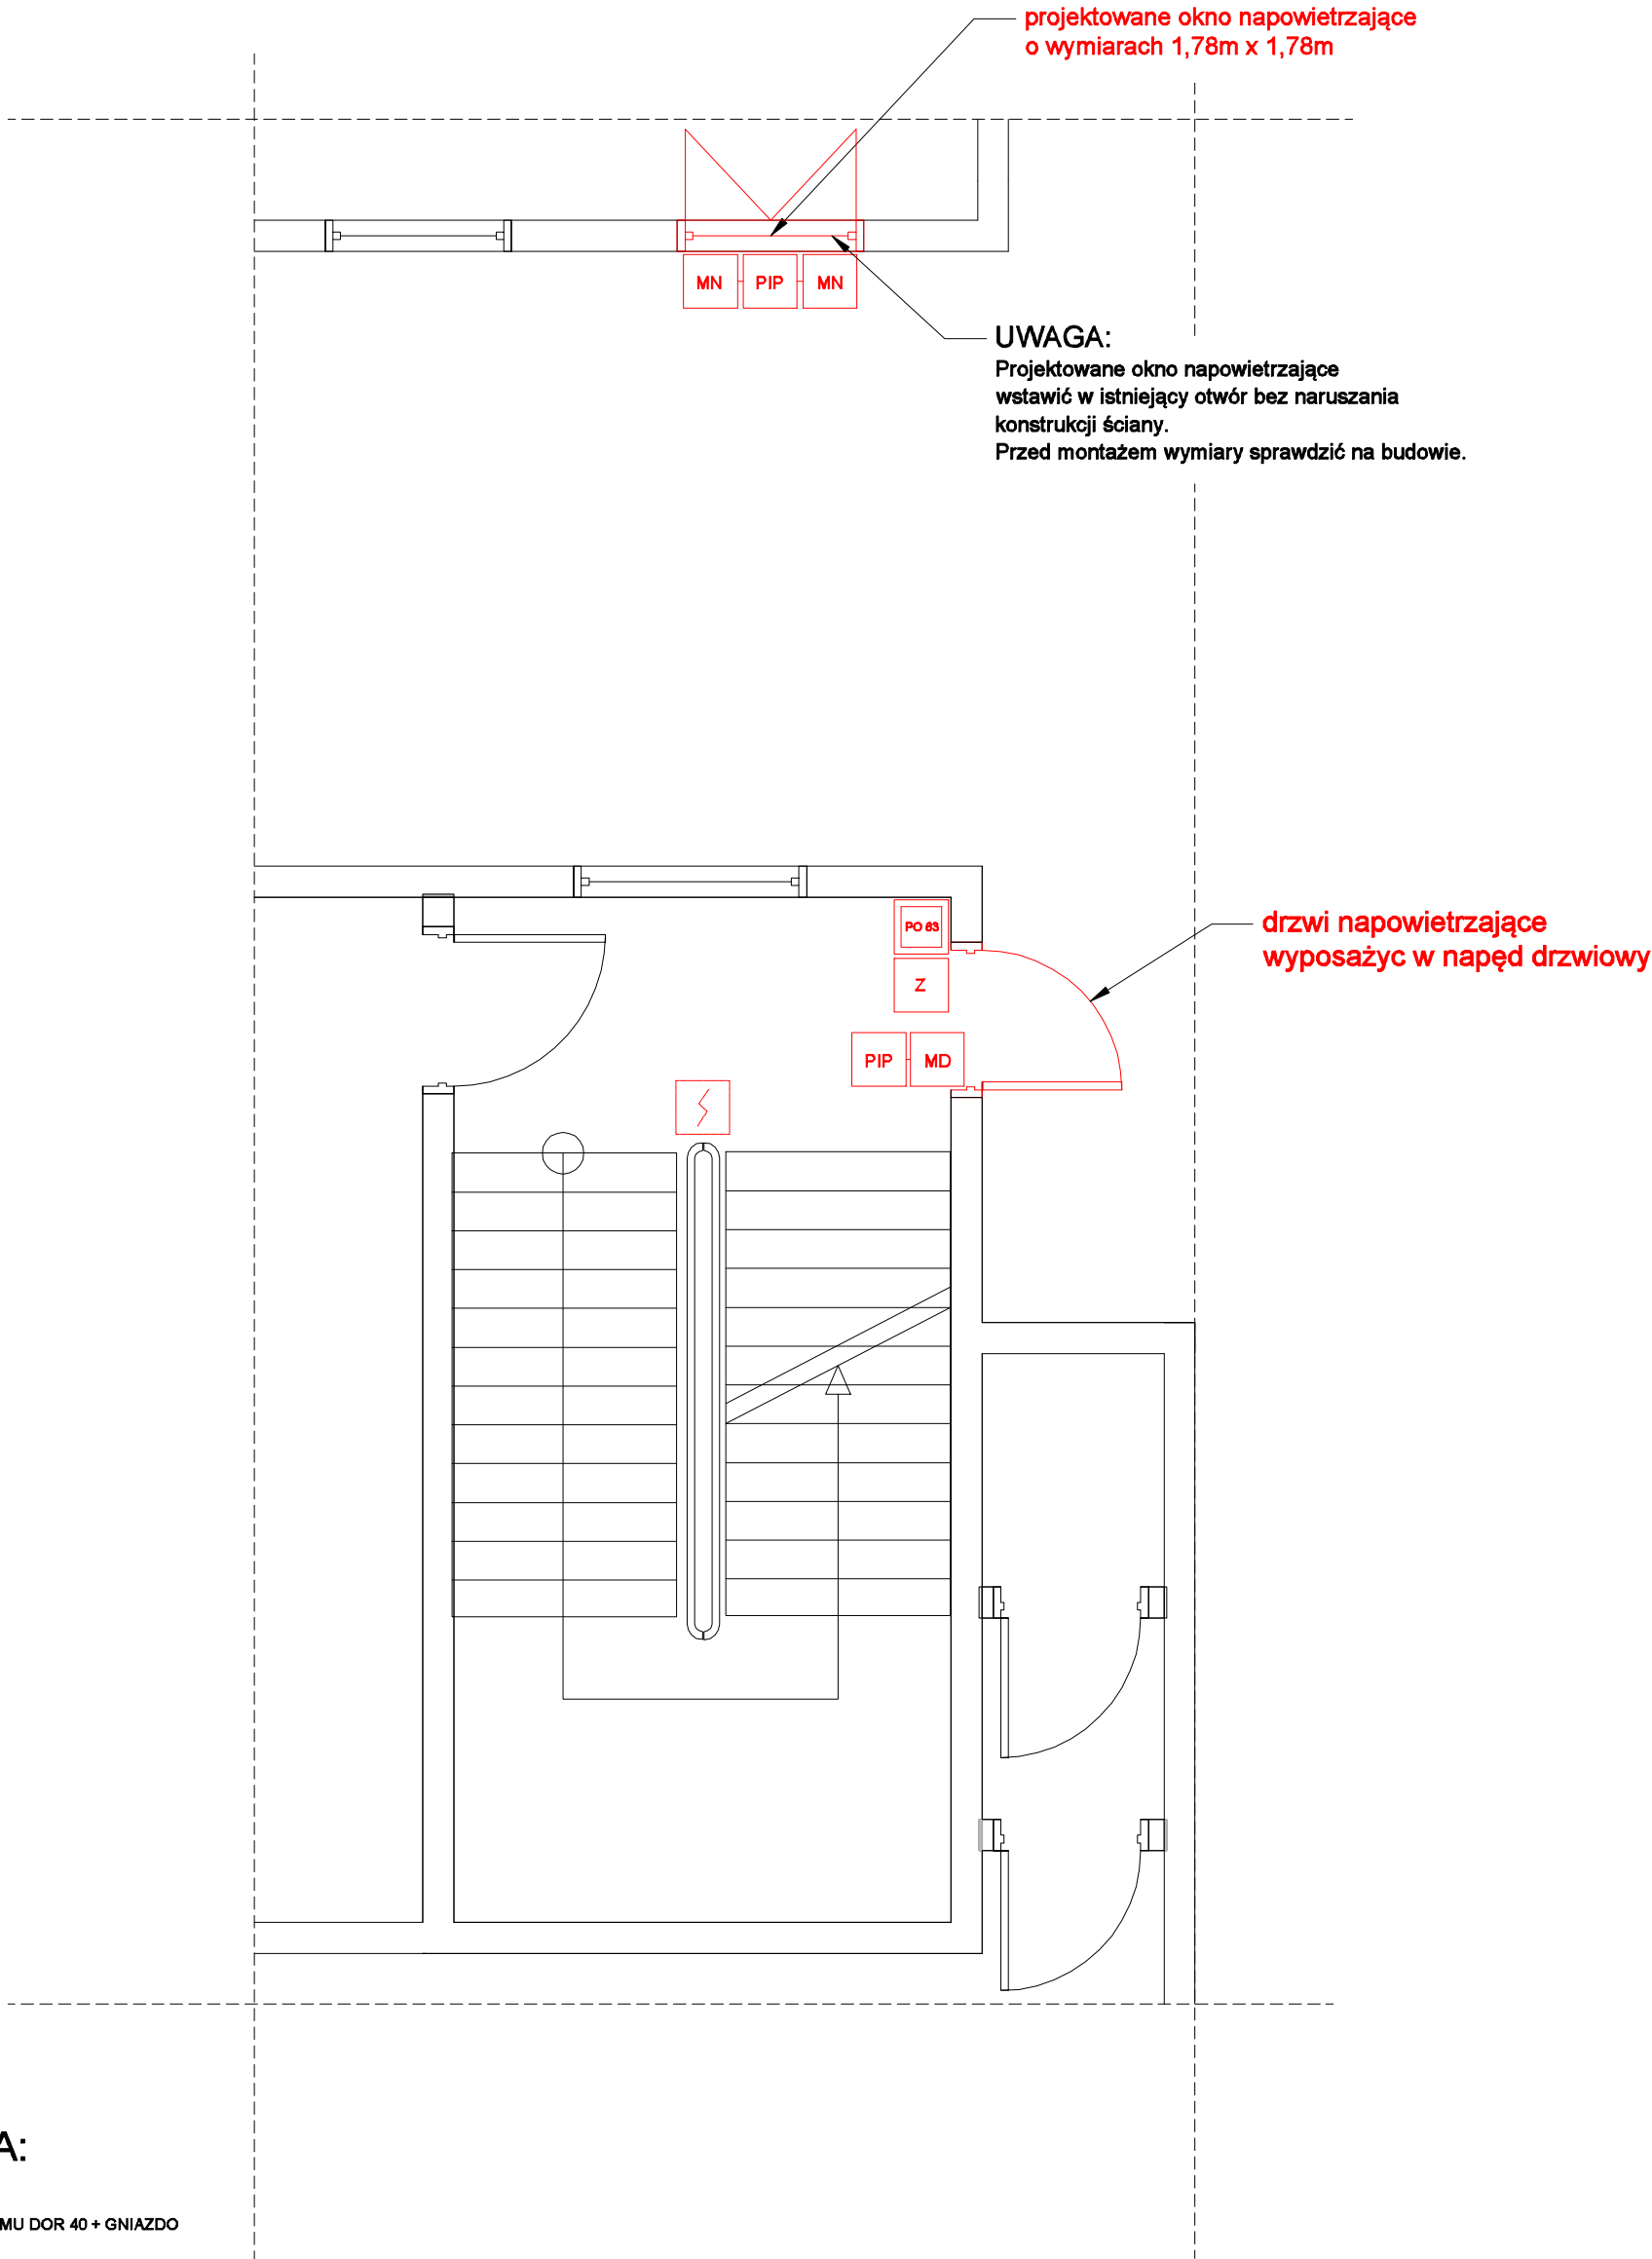 projektowane okno napowietrzające
o wymiarach 1,78m x 1,78m
MN PIP MN
UWAGA:
Projektowane okno napowietrzające
wstawić w istniejący otwór bez naruszania
konstrukcji ściany.
Przed montażem wymiary sprawdzić na budowie.
PO 63
drzwi napowietrzające
wyposażyc w napęd drzwiowy
Z
PIP MD
A:
MU DOR 40 + GNIAZDO